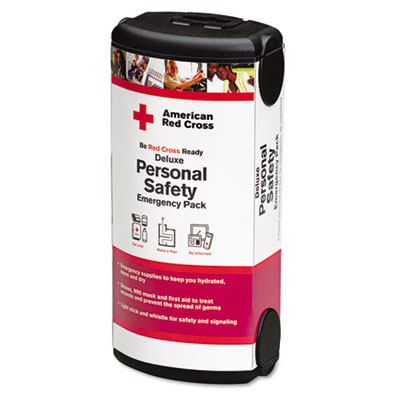 American
Red Cross
Be Red Cross Ready
Deluxe
Personal
Safety
Emergency Pack
Get a Kit
Make a Plan
Be Informed
• Emergency supplies to keep you hydrated,
warm and dry
• Gloves, N95 mask and first aid to treat
wounds and prevent the spread of germs
• Light stick and whistle for safety and signaling
Deluxe
Personal
Safety
Emergency Pack